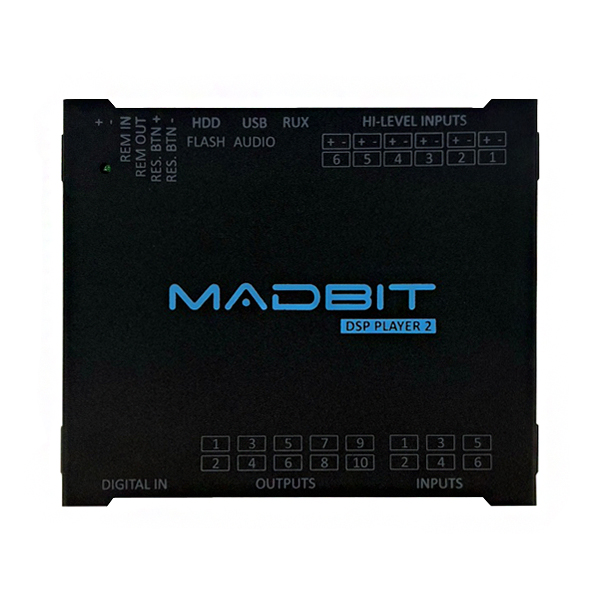 + -
REM IN
REM OUT
RES. BTN +
RES. BTN -
HDD USB RUX
FLASH AUDIO
HI-LEVEL INPUTS
+ - + - + - + - + - + -
6 5 4 3 2 1
MADBIT
DSP PLAYER 2
1 3 5 7 9 1 3 5
2 4 6 8 10 2 4 6
DIGITAL IN OUTPUTS INPUTS